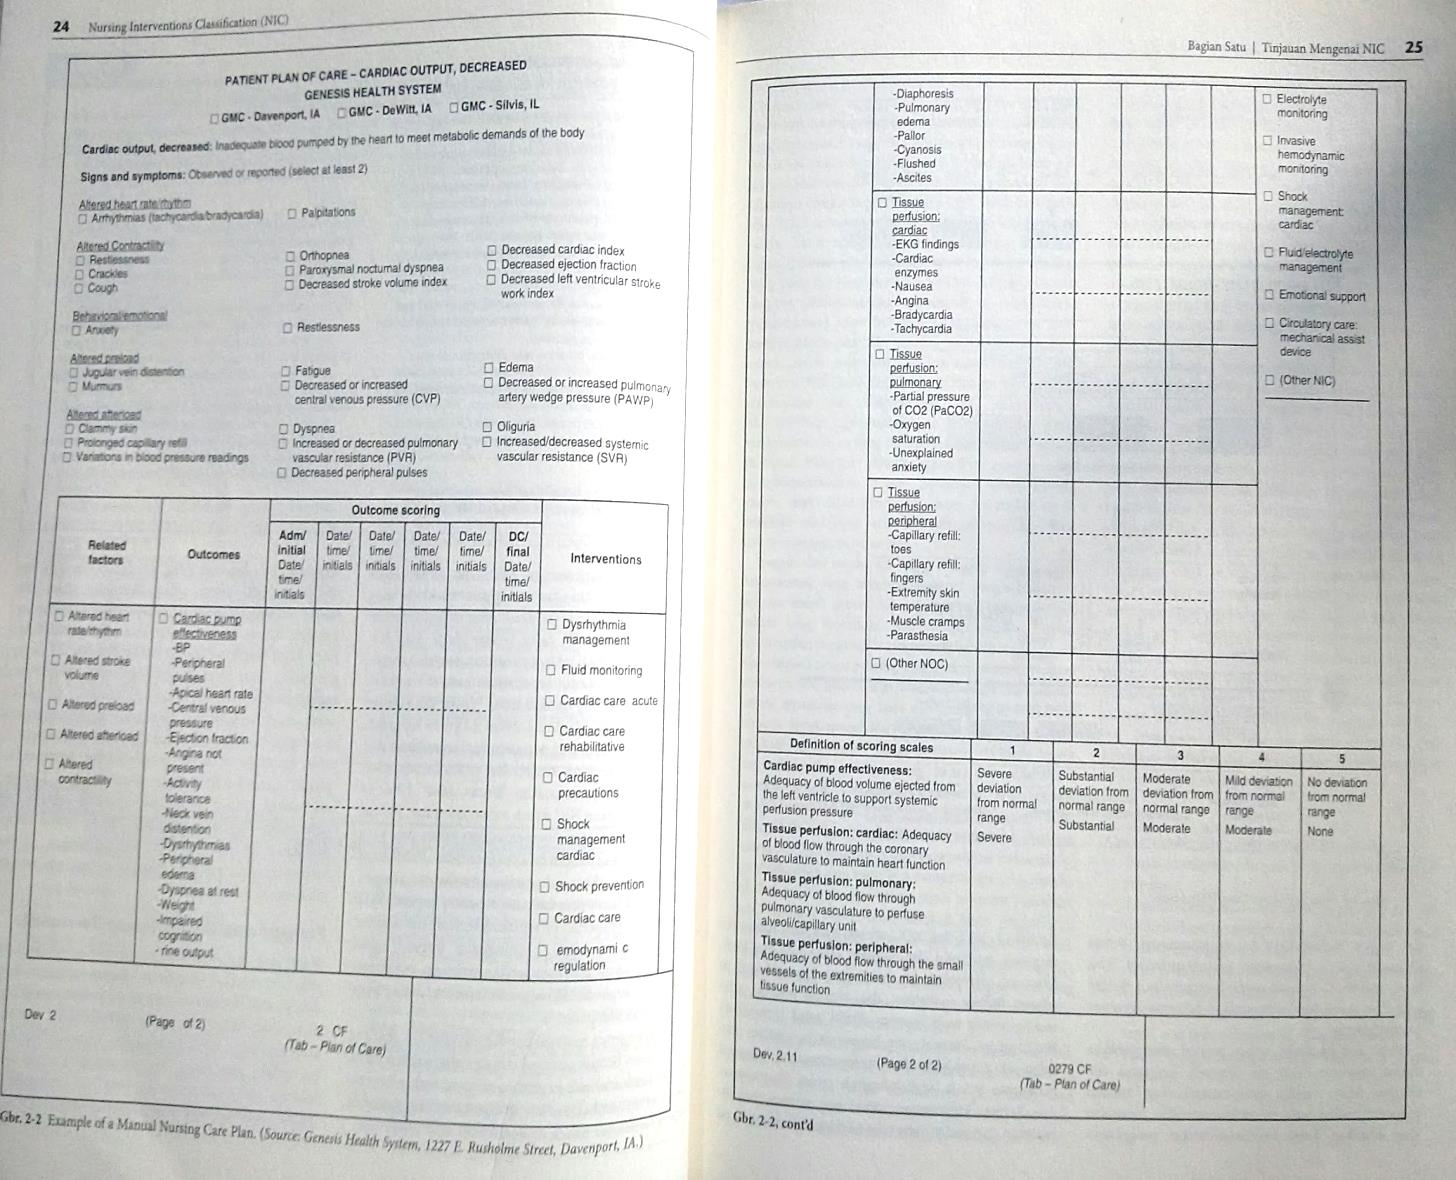 24 Nursing Interventions Classification (NIC)
PATIENT PLAN OF CARE – CARDIAC OUTPUT, DECREASED
GENESIS HEALTH SYSTEM
☐ GMC - Davenport, IA ☐ GMC - DeWitt, IA ☐ GMC - Silvis, IL
Cardiac output, decreased: Inadequate blood pumped by the heart to meet metabolic demands of the body
Signs and symptoms: Observed or reported (select at least 2)
Altered heart rate/rhythm
☐ Arrhythmias (tachycardia/bradycardia) ☐ Palpitations
Altered Contractility
☐ Restlessness
☐ Crackles
☐ Cough
☐ Orthopnea
☐ Paroxysmal nocturnal dyspnea
☐ Decreased stroke volume index
☐ Decreased cardiac index
☐ Decreased ejection fraction
☐ Decreased left ventricular stroke
work index
Behavioral/emotional
☐ Anxiety ☐ Restlessness
Altered preload
☐ Jugular vein distention
☐ Murmurs
☐ Fatigue
☐ Decreased or increased
central venous pressure (CVP)
☐ Edema
☐ Decreased or increased pulmonary
artery wedge pressure (PAWP)
Altered afterload
☐ Clammy skin
☐ Prolonged capillary refill
☐ Variations in blood pressure readings
☐ Dyspnea
☐ Increased or decreased pulmonary
vascular resistance (PVR)
☐ Decreased peripheral pulses
☐ Oliguria
☐ Increased/decreased systemic
vascular resistance (SVR)
Related
factors
Outcomes
Outcome scoring
Adm/
initial
Date/
time/
initials
Date/
time/
initials
Date/
time/
initials
Date/
time/
initials
Date/
time/
initials
DC/
final
Date/
time/
initials
Interventions
☐ Altered heart
rate/rhythm
☐ Altered stroke
volume
☐ Altered preload
☐ Altered afterload
☐ Altered
contractility
☐ Cardiac pump
effectiveness
-BP
-Peripheral
pulses
-Apical heart rate
-Central venous
pressure
-Ejection fraction
-Angina not
present
-Activity
tolerance
-Neck vein
distention
-Dysrhythmias
-Peripheral
edema
-Dyspnea at rest
-Weight
-Impaired
cognition
- rine output
☐ Dysrhythmia
management
☐ Fluid monitoring
☐ Cardiac care acute
☐ Cardiac care
rehabilitative
☐ Cardiac
precautions
☐ Shock
management
cardiac
☐ Shock prevention
☐ Cardiac care
☐ emodynami c
regulation
Dev 2 (Page of 2) 2 CF
(Tab – Plan of Care)
Gbr. 2-2 Example of a Manual Nursing Care Plan. (Source: Genesis Health System, 1227 E. Rusholme Street, Davenport, IA.)
Bagian Satu | Tinjauan Mengenai NIC 25
-Diaphoresis
-Pulmonary
edema
-Pallor
-Cyanosis
-Flushed
-Ascites
☐ Tissue
perfusion:
cardiac
-EKG findings
-Cardiac
enzymes
-Nausea
-Angina
-Bradycardia
-Tachycardia
☐ Tissue
perfusion:
pulmonary
-Partial pressure
of CO2 (PaCO2)
-Oxygen
saturation
-Unexplained
anxiety
☐ Tissue
perfusion:
peripheral
-Capillary refill:
toes
-Capillary refill:
fingers
-Extremity skin
temperature
-Muscle cramps
-Parasthesia
☐ (Other NOC)
☐ Electrolyte
monitoring
☐ Invasive
hemodynamic
monitoring
☐ Shock
management:
cardiac
☐ Fluid/electrolyte
management
☐ Emotional support
☐ Circulatory care:
mechanical assist
device
☐ (Other NIC)
Definition of scoring scales 1 2 3 4 5
Cardiac pump effectiveness:
Adequacy of blood volume ejected from
the left ventricle to support systemic
perfusion pressure
Severe
deviation
from normal
range
Substantial
deviation from
normal range
Moderate
deviation from
normal range
Mild deviation
from normal
range
No deviation
from normal
range
Tissue perfusion: cardiac: Adequacy
of blood flow through the coronary
vasculature to maintain heart function
Severe
Substantial
Moderate
Moderate
None
Tissue perfusion: pulmonary:
Adequacy of blood flow through
pulmonary vasculature to perfuse
alveoli/capillary unit
Tissue perfusion: peripheral:
Adequacy of blood flow through the small
vessels of the extremities to maintain
tissue function
Dev, 2,11 (Page 2 of 2) 0279 CF
(Tab – Plan of Care)
Gbr. 2-2, cont'd